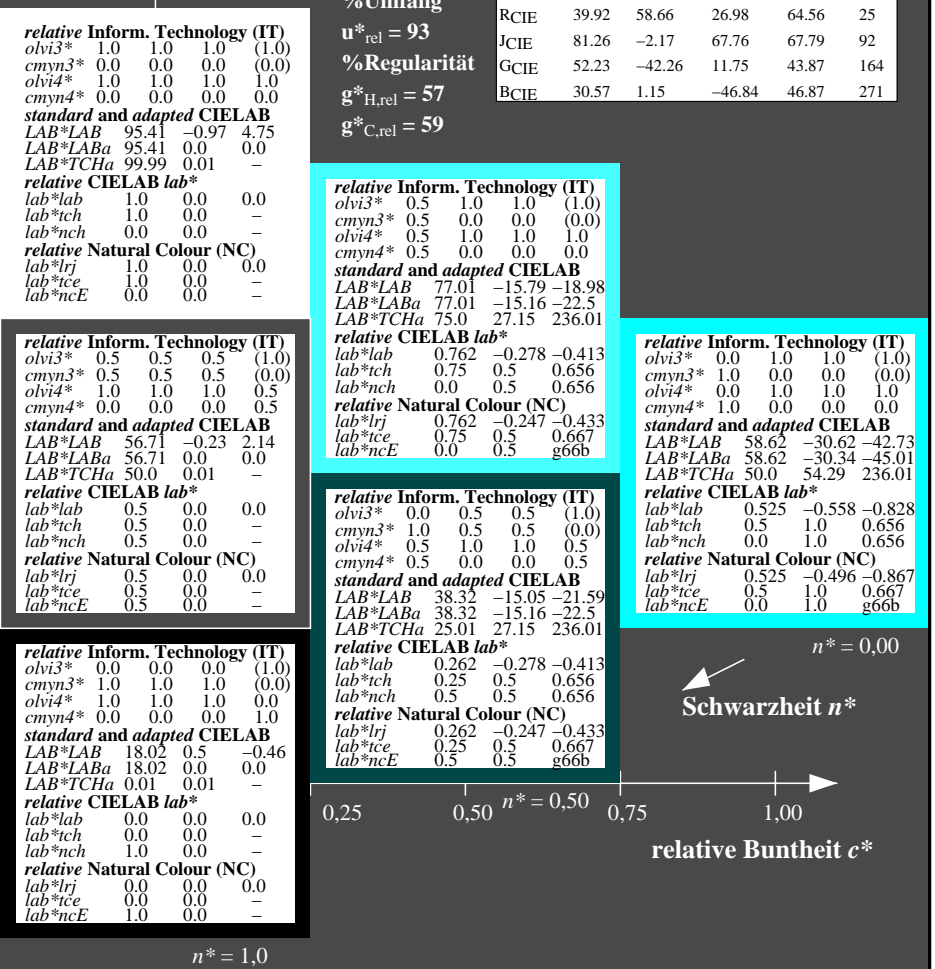 %Umfang
u*rel = 93
%Regularität
g*H,rel = 57
g*C,rel = 59
RCIE 39.92 58.66 26.98 64.56 25
JCIE 81.26 −2.17 67.76 67.79 92
GCIE 52.23 −42.26 11.75 43.87 164
BCIE 30.57 1.15 −46.84 46.87 271
relative Inform. Technology (IT)
olvi3* 1.0 1.0 1.0 (1.0)
cmyn3* 0.0 0.0 0.0 (0.0)
olvi4* 1.0 1.0 1.0 1.0
cmyn4* 0.0 0.0 0.0 0.0
standard and adapted CIELAB
LAB*LAB 95.41 −0.97 4.75
LAB*LABa 95.41 0.0 0.0
LAB*TCHa 99.99 0.01 –
relative CIELAB lab*
lab*lab 1.0 0.0 0.0
lab*tch 1.0 0.0 –
lab*nch 0.0 0.0 –
relative Natural Colour (NC)
lab*lrj 1.0 0.0 0.0
lab*tce 1.0 0.0 –
lab*ncE 0.0 0.0 –
relative Inform. Technology (IT)
olvi3* 0.5 1.0 1.0 (1.0)
cmyn3* 0.5 0.0 0.0 (0.0)
olvi4* 0.5 1.0 1.0 1.0
cmyn4* 0.5 0.0 0.0 0.0
standard and adapted CIELAB
LAB*LAB 77.01 −15.79 −18.98
LAB*LABa 77.01 −15.16 −22.5
LAB*TCHa 75.0 27.15 236.01
relative CIELAB lab*
lab*lab 0.762 −0.278 −0.413
lab*tch 0.75 0.5 0.656
lab*nch 0.0 0.5 0.656
relative Natural Colour (NC)
lab*lrj 0.762 −0.247 −0.433
lab*tce 0.75 0.5 0.667
lab*ncE 0.0 0.5 g66b
relative Inform. Technology (IT)
olvi3* 0.5 0.5 0.5 (1.0)
cmyn3* 0.5 0.5 0.5 (0.0)
olvi4* 1.0 1.0 1.0 0.5
cmyn4* 0.0 0.0 0.0 0.5
standard and adapted CIELAB
LAB*LAB 56.71 −0.23 2.14
LAB*LABa 56.71 0.0 0.0
LAB*TCHa 50.0 0.01 –
relative CIELAB lab*
lab*lab 0.5 0.0 0.0
lab*tch 0.5 0.0 –
lab*nch 0.5 0.0 –
relative Natural Colour (NC)
lab*lrj 0.5 0.0 0.0
lab*tce 0.5 0.0 –
lab*ncE 0.5 0.0 –
relative Inform. Technology (IT)
olvi3* 0.0 1.0 1.0 (1.0)
cmyn3* 1.0 0.0 0.0 (0.0)
olvi4* 0.0 1.0 1.0 1.0
cmyn4* 1.0 0.0 0.0 0.0
standard and adapted CIELAB
LAB*LAB 58.62 −30.62 −42.73
LAB*LABa 58.62 −30.34 −45.01
LAB*TCHa 50.0 54.29 236.01
relative CIELAB lab*
lab*lab 0.525 −0.558 −0.828
lab*tch 0.5 1.0 0.656
lab*nch 0.0 1.0 0.656
relative Natural Colour (NC)
lab*lrj 0.525 −0.496 −0.867
lab*tce 0.5 1.0 0.667
lab*ncE 0.0 1.0 g66b
relative Inform. Technology (IT)
olvi3* 0.0 0.5 0.5 (1.0)
cmyn3* 1.0 0.5 0.5 (0.0)
olvi4* 0.5 1.0 1.0 0.5
cmyn4* 0.5 0.0 0.0 0.5
standard and adapted CIELAB
LAB*LAB 38.32 −15.05 −21.59
LAB*LABa 38.32 −15.16 −22.5
LAB*TCHa 25.01 27.15 236.01
relative CIELAB lab*
lab*lab 0.262 −0.278 −0.413
lab*tch 0.25 0.5 0.656
lab*nch 0.5 0.5 0.656
relative Natural Colour (NC)
lab*lrj 0.262 −0.247 −0.433
lab*tce 0.25 0.5 0.667
lab*ncE 0.5 0.5 g66b
relative Inform. Technology (IT)
olvi3* 0.0 0.0 0.0 (1.0)
cmyn3* 1.0 1.0 1.0 (0.0)
olvi4* 1.0 1.0 1.0 0.0
cmyn4* 0.0 0.0 0.0 1.0
standard and adapted CIELAB
LAB*LAB 18.02 0.5 −0.46
LAB*LABa 18.02 0.0 0.0
LAB*TCHa 0.01 0.01 –
relative CIELAB lab*
lab*lab 0.0 0.0 0.0
lab*tch 0.0 0.0 –
lab*nch 1.0 0.0 –
relative Natural Colour (NC)
lab*lrj 0.0 0.0 0.0
lab*tce 0.0 0.0 –
lab*ncE 1.0 0.0 –
n* = 0,00
Schwarzheit n*
0,25 0,50 n* = 0,50 0,75 1,00
relative Buntheit c*
n* = 1,0